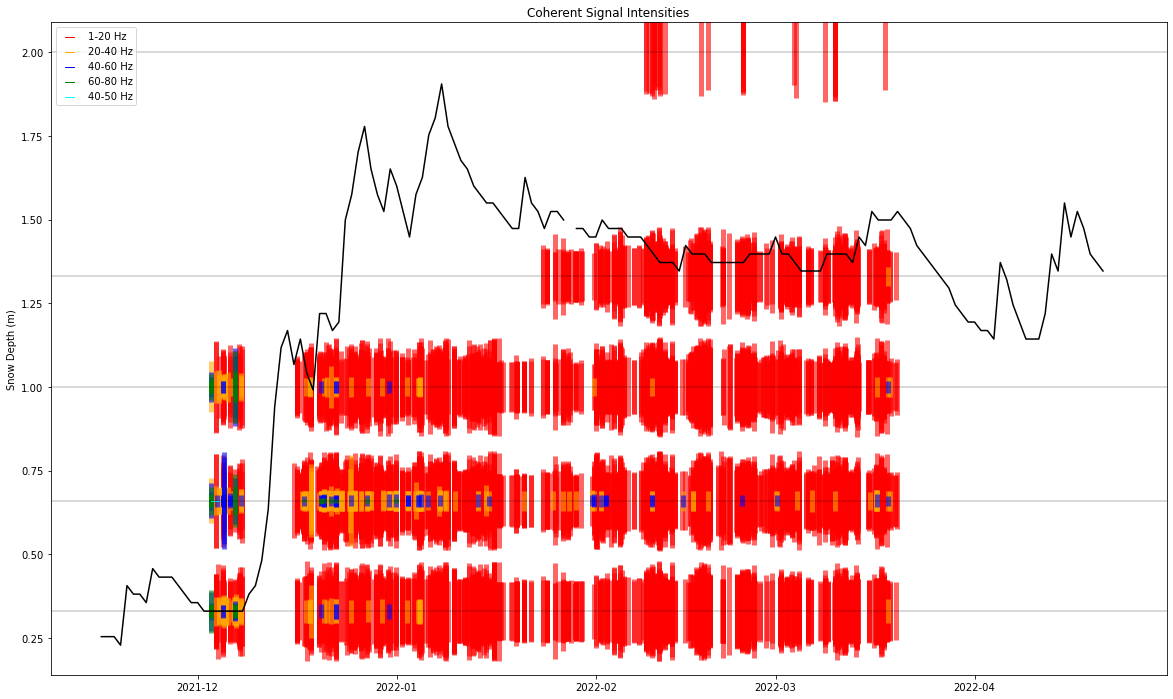 Coherent Signal Intensities
1-20 Hz
20-40 Hz
40-60 Hz
60-80 Hz
40-50 Hz
Snow Depth (m)
2.00
1.75
1.50
1.25
1.00
0.75
0.50
0.25
2021-12
2022-01
2022-02
2022-03
2022-04